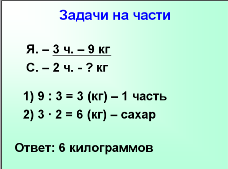 Задачи на части
Я. – 3 ч. – 9 кг
С. – 2 ч. - ? кг
1) 9 : 3 = 3 (кг) – 1 часть
2) 3 · 2 = 6 (кг) – сахар
Ответ: 6 килограммов